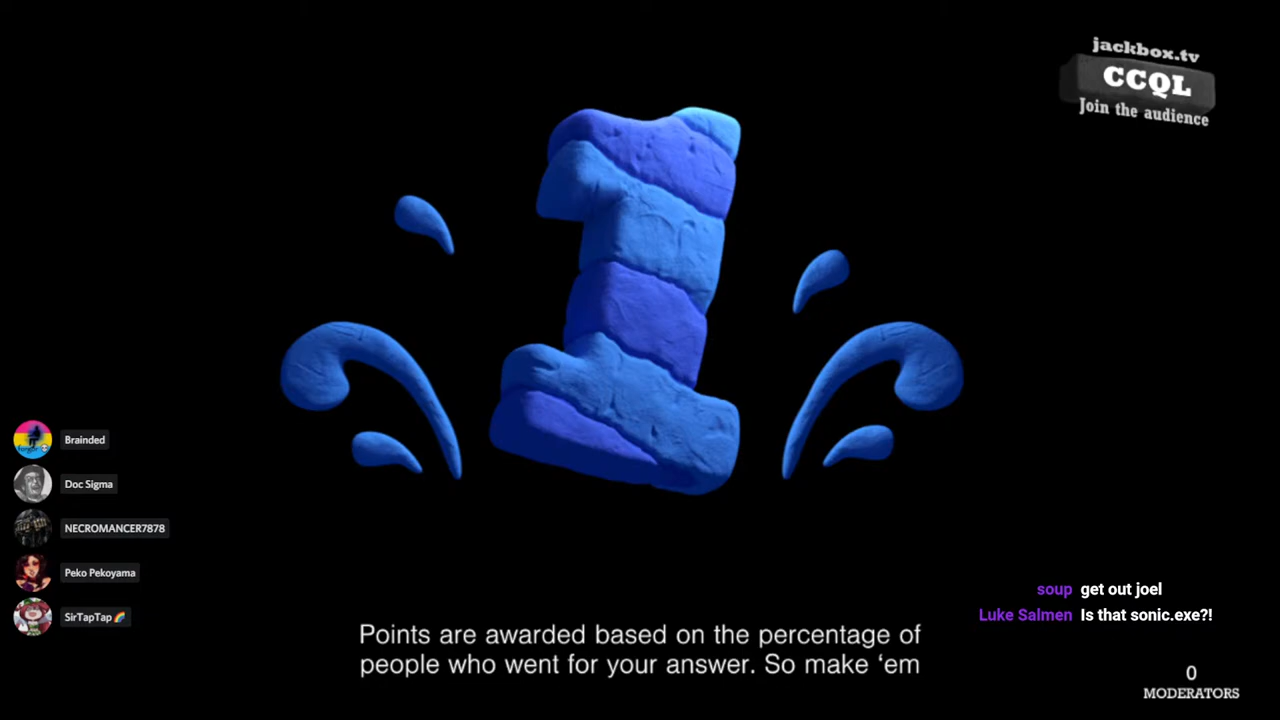 jackbox.tv
CCQL
Join the audience
1
Brainded
Doc Sigma
NECROMANCER7878
Peko Pekoyama
SirTapTap🌈
soup get out joel
Luke Salmen Is that sonic.exe?!
Points are awarded based on the percentage of
people who went for your answer. So make ‘em
0
MODERATORS